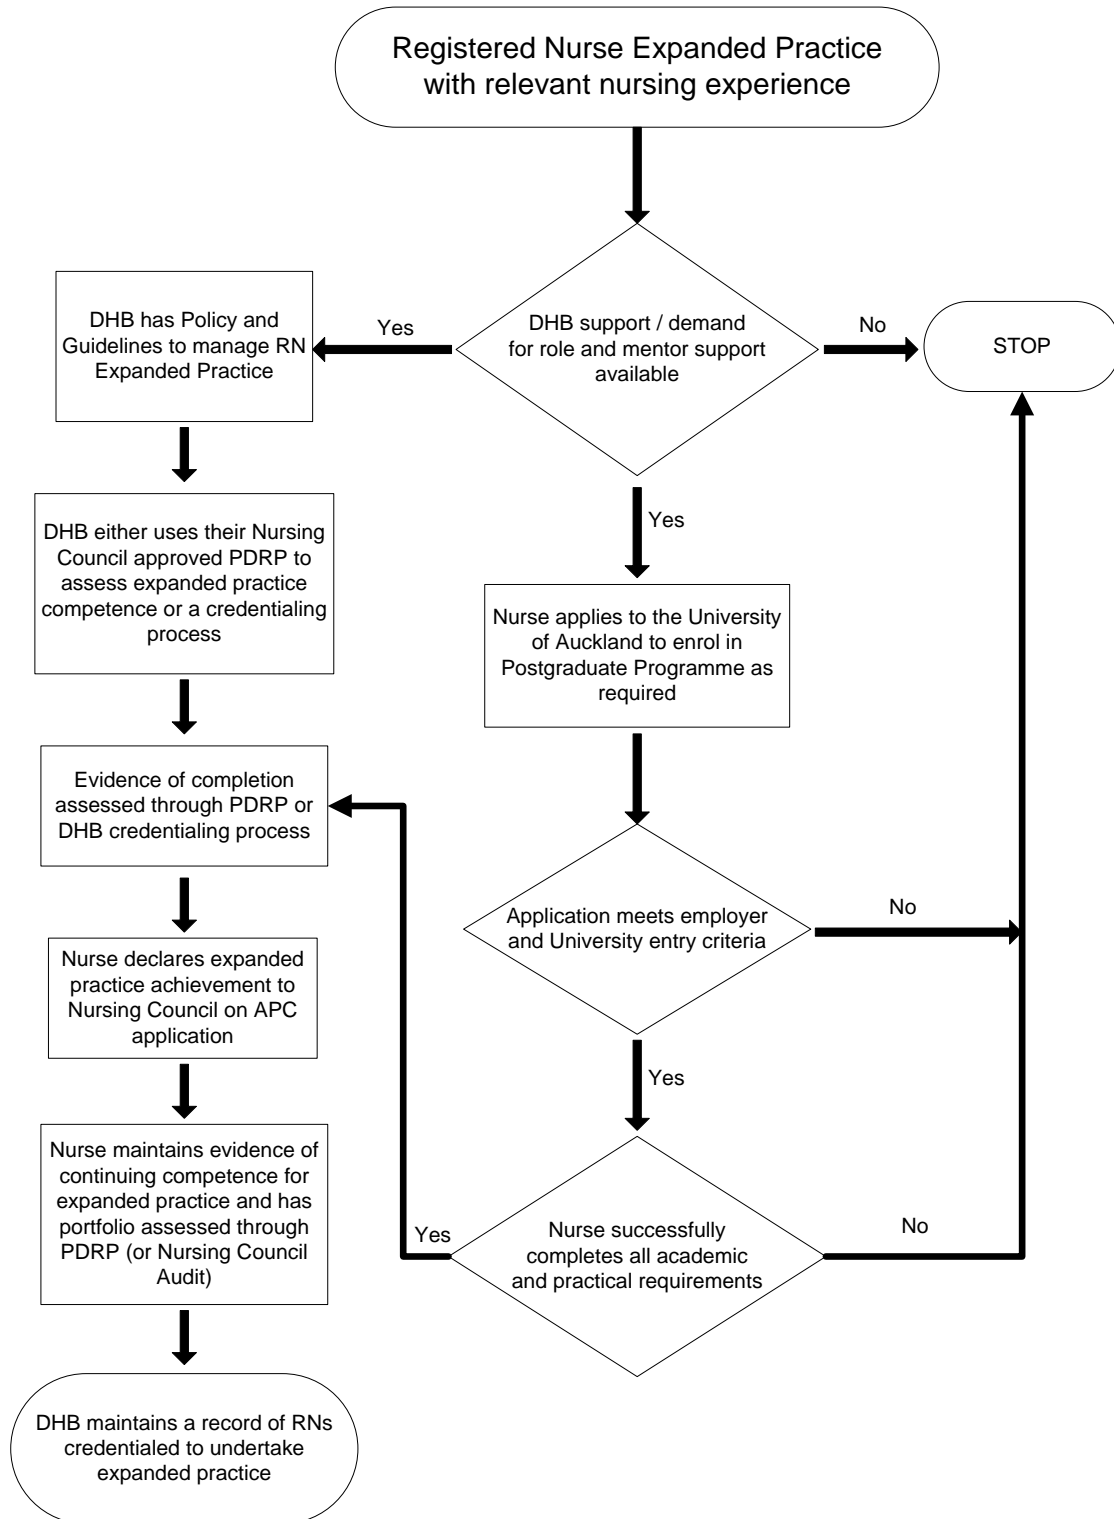 Registered Nurse Expanded Practice
with relevant nursing experience
DHB support / demand
for role and mentor support
available
Yes
No
STOP
DHB has Policy and
Guidelines to manage RN
Expanded Practice
DHB either uses their Nursing
Council approved PDRP to
assess expanded practice
competence or a credentialing
process
Yes
Nurse applies to the University
of Auckland to enrol in
Postgraduate Programme as
required
Evidence of completion
assessed through PDRP or
DHB credentialing process
Application meets employer
and University entry criteria
No
Nurse declares expanded
practice achievement to
Nursing Council on APC
application
Yes
Nurse maintains evidence of
continuing competence for
expanded practice and has
portfolio assessed through
PDRP (or Nursing Council
Audit)
Yes
Nurse successfully
completes all academic
and practical requirements
No
DHB maintains a record of RNs
credentialed to undertake
expanded practice